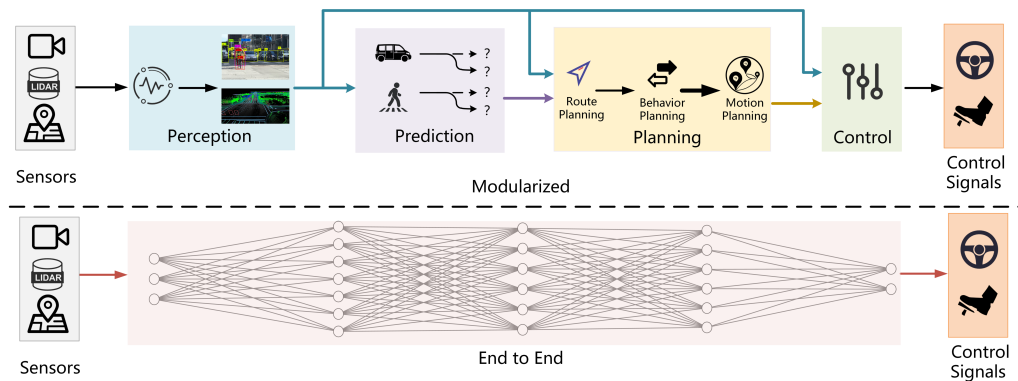 LIDAR
Sensors
Perception
?
?
?
?
Prediction
Route
Planning
Behavior
Planning
Motion
Planning
Planning
Control
Control
Signals
Modularized
LIDAR
Sensors
End to End
Control
Signals